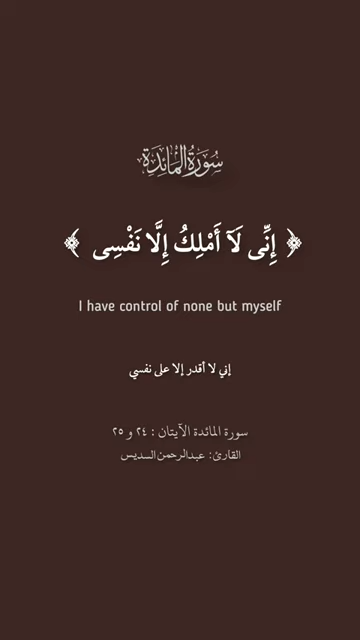 سُورَةُ المَائِدَة
﴿ إِنِّى لَآ أَمْلِكُ إِلَّا نَفْسِى ﴾
I have control of none but myself
إني لا أقدر إلا على نفسي
سورة المائدة الآيتان : ٢٤ و ٢٥
القارئ: عبدالرحمن السديس